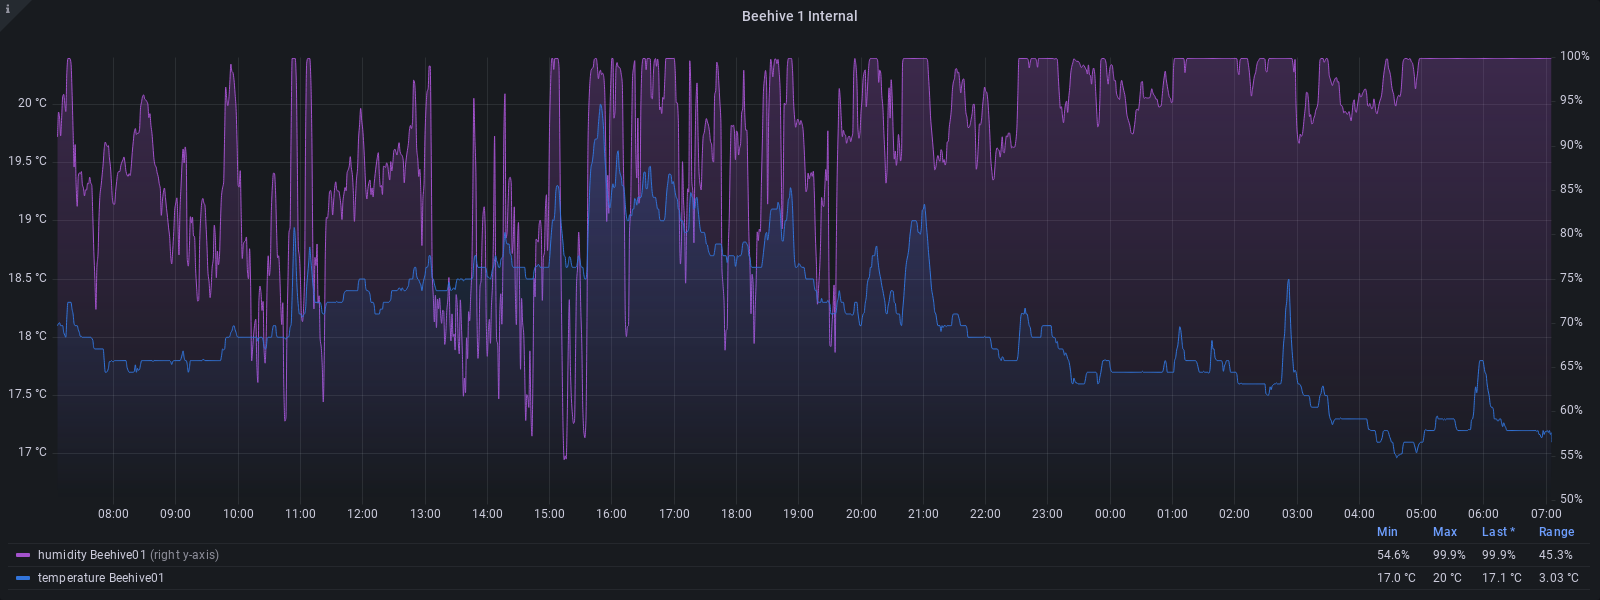 i
Beehive 1 Internal
100%
20 °C
95%
19.5 °C
90%
85%
19 °C
80%
18.5 °C
75%
18 °C
70%
65%
17.5 °C
60%
17 °C
55%
50%
08:00 09:00 10:00 11:00 12:00 13:00 14:00 15:00 16:00 17:00 18:00 19:00 20:00 21:00 22:00 23:00 00:00 01:00 02:00 03:00 04:00 05:00 06:00 07:00
Min Max Last * Range
humidity Beehive01 (right y-axis) 54.6% 99.9% 99.9% 45.3%
temperature Beehive01 17.0 °C 20 °C 17.1 °C 3.03 °C